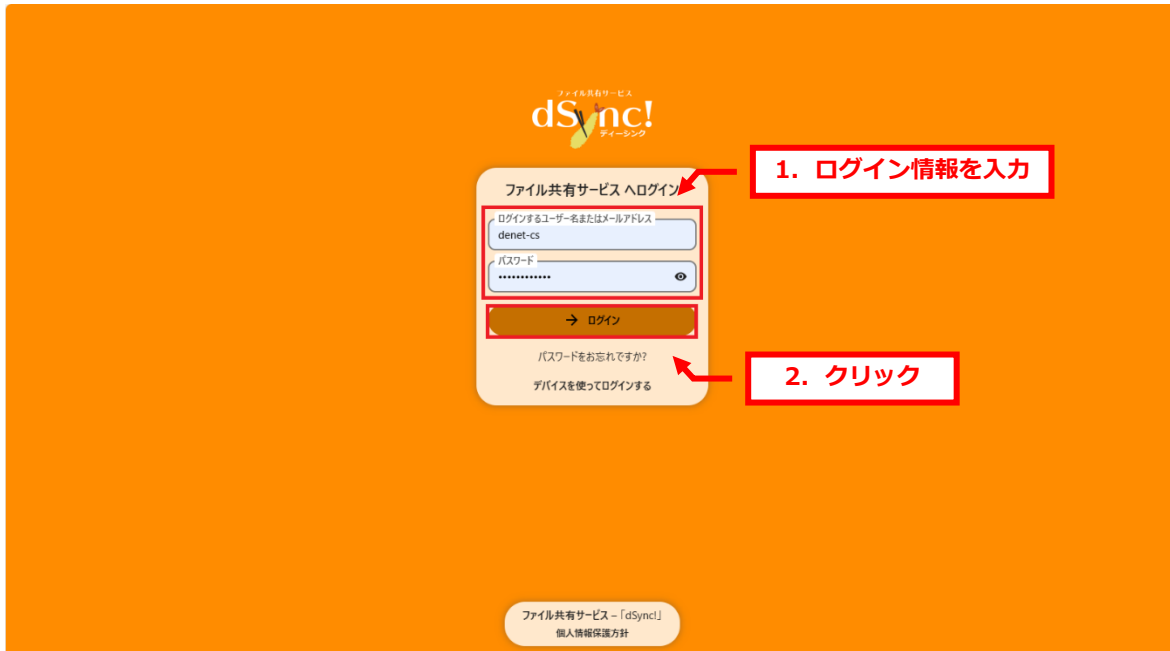 ファイル共有サービス
dSync!
ディーシンク
1. ログイン情報を入力
ファイル共有サービス へログイン
ログインするユーザー名またはメールアドレス
denet-cs
パスワード
••••••••••••
→ ログイン
パスワードをお忘れですか?
2. クリック
デバイスを使ってログインする
ファイル共有サービス – 「dSync!」
個人情報保護方針